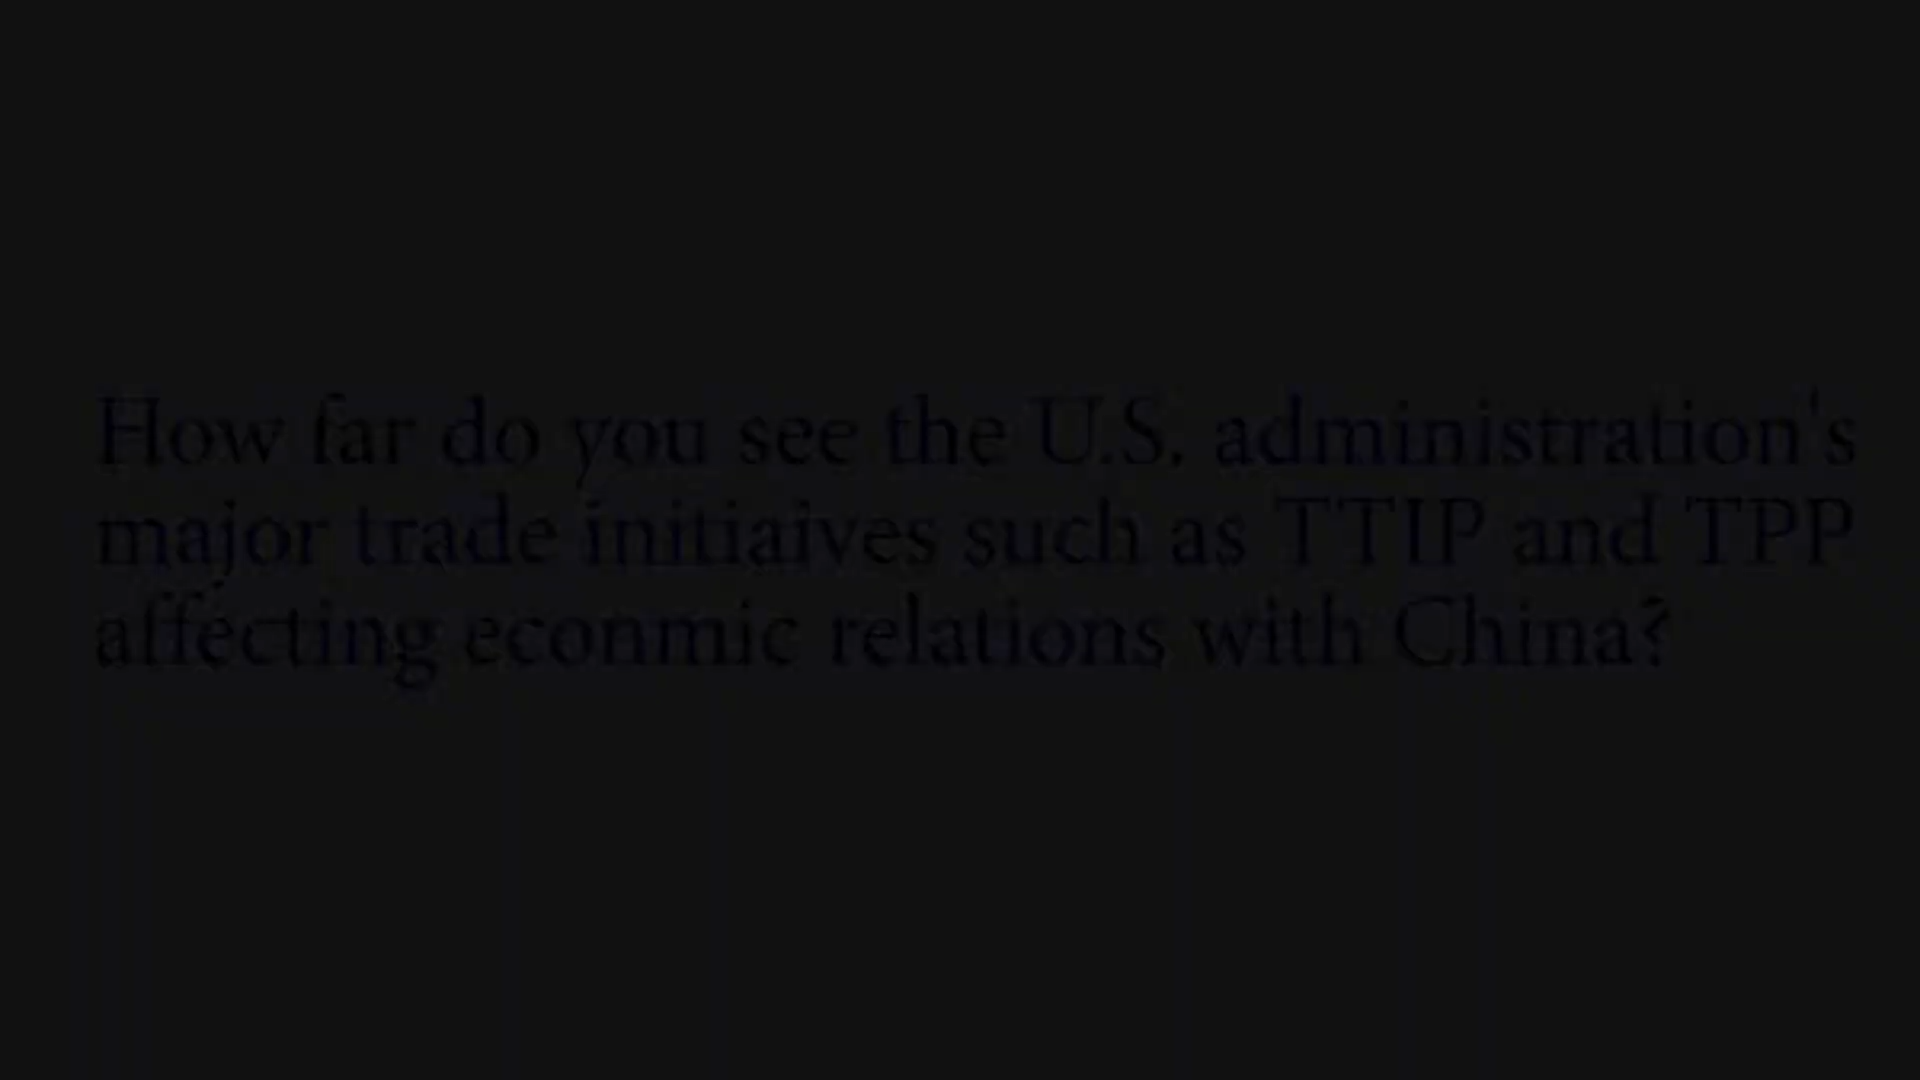 How far do you see the U.S. administration's
major trade initiaives such as TTIP and TPP
affecting econmic relations with China?